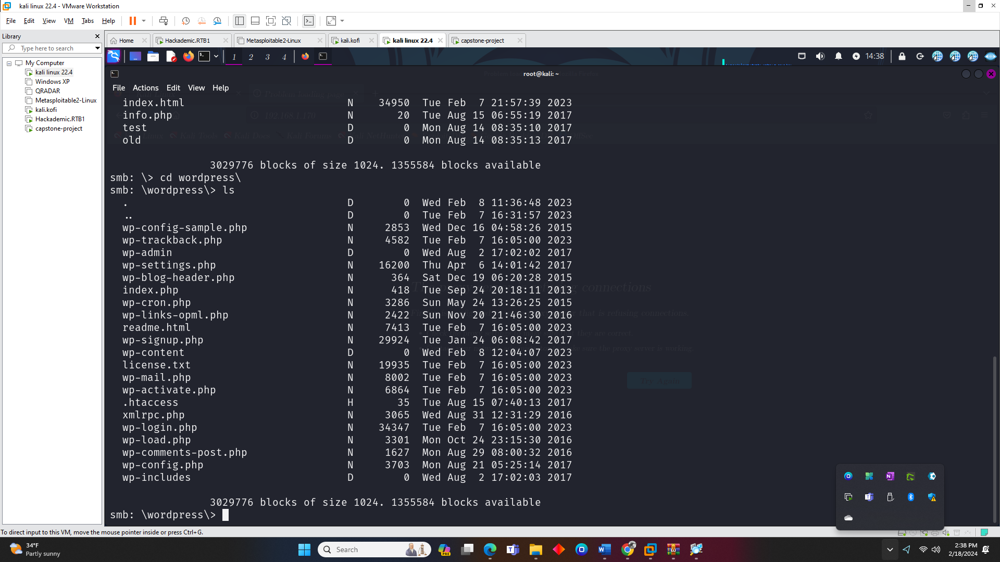 kali linux 22.4 - VMware Workstation
File Edit View VM Tabs Help
Library
Type here to search
My Computer
kali linux 22.4
Windows XP
QRADAR
Metasploitable2-Linux
kali.kofi
Hackademic.RTB1
capstone-project
Home Hackademic.RTB1 Metasploitable2-Linux kali.kofi kali linux 22.4 capstone-project
1 2 3 4 14:38
root@kali: ~
File Actions Edit View Help
index.html N 34950 Tue Feb 7 21:57:39 2023
info.php N 20 Tue Aug 15 06:55:19 2017
test D 0 Mon Aug 14 08:35:10 2017
old D 0 Mon Aug 14 08:35:13 2017
3029776 blocks of size 1024. 1355584 blocks available
smb: \> cd wordpress\
smb: \wordpress\> ls
. D 0 Wed Feb 8 11:36:48 2023
.. D 0 Tue Feb 7 16:31:57 2023
wp-config-sample.php N 2853 Wed Dec 16 04:58:26 2015
wp-trackback.php N 4582 Tue Feb 7 16:05:00 2023
wp-admin D 0 Wed Aug 2 17:02:02 2017
wp-settings.php N 16200 Thu Apr 6 14:01:42 2017
wp-blog-header.php N 364 Sat Dec 19 06:20:28 2015
index.php N 418 Tue Sep 24 20:18:11 2013
wp-cron.php N 3286 Sun May 24 13:26:25 2015
wp-links-opml.php N 2422 Sun Nov 20 21:46:30 2016
readme.html N 7413 Tue Feb 7 16:05:00 2023
wp-signup.php N 29924 Tue Jan 24 06:08:42 2017
wp-content D 0 Wed Feb 8 12:04:07 2023
license.txt N 19935 Tue Feb 7 16:05:00 2023
wp-mail.php N 8002 Tue Feb 7 16:05:00 2023
wp-activate.php N 6864 Tue Feb 7 16:05:00 2023
.htaccess H 35 Tue Aug 15 07:40:13 2017
xmlrpc.php N 3065 Wed Aug 31 12:31:29 2016
wp-login.php N 34347 Tue Feb 7 16:05:00 2023
wp-load.php N 3301 Mon Oct 24 23:15:30 2016
wp-comments-post.php N 1627 Mon Aug 29 08:00:32 2016
wp-config.php N 3703 Mon Aug 21 05:25:14 2017
wp-includes D 0 Wed Aug 2 17:02:03 2017
3029776 blocks of size 1024. 1355584 blocks available
smb: \wordpress\>
To direct input to this VM, move the mouse pointer inside or press Ctrl+G.
34°F
Partly sunny
Search
2:38 PM
2/18/2024